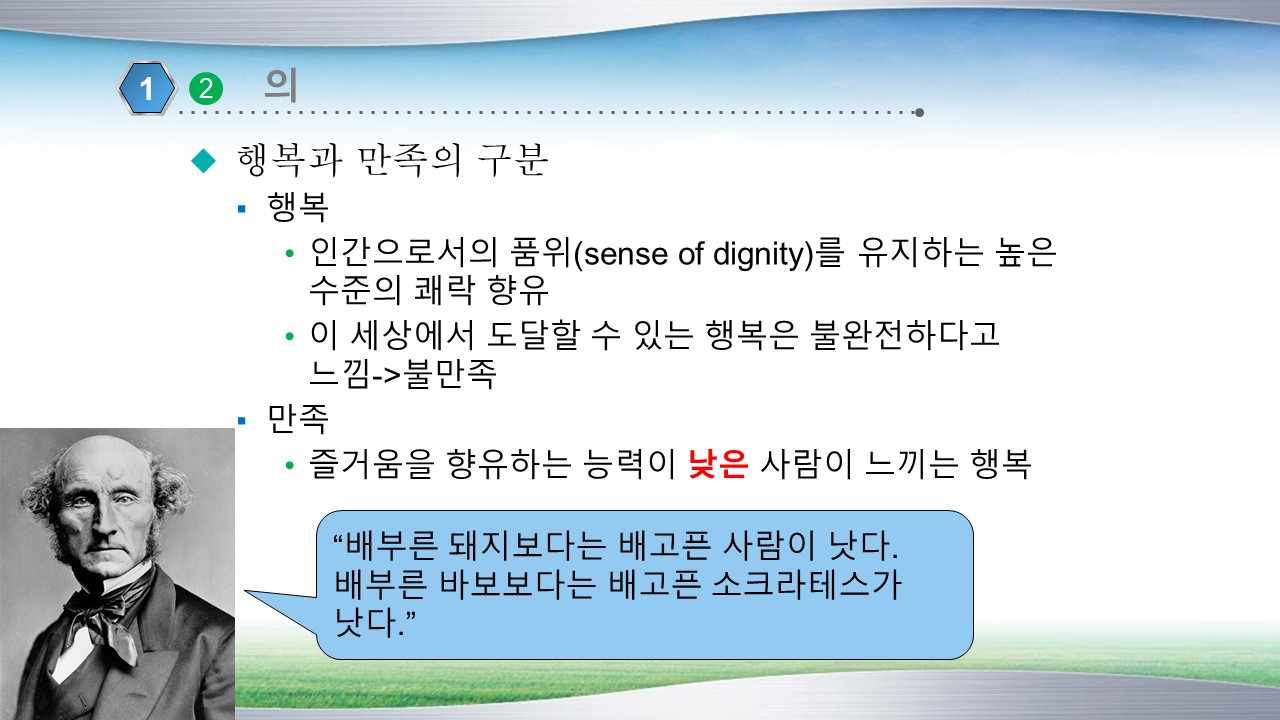 1 2 의
행복과 만족의 구분
행복
인간으로서의 품위(sense of dignity)를 유지하는 높은
수준의 쾌락 향유
이 세상에서 도달할 수 있는 행복은 불완전하다고
느낌->불만족
만족
즐거움을 향유하는 능력이 낮은 사람이 느끼는 행복
“배부른 돼지보다는 배고픈 사람이 낫다.
배부른 바보보다는 배고픈 소크라테스가
낫다.”